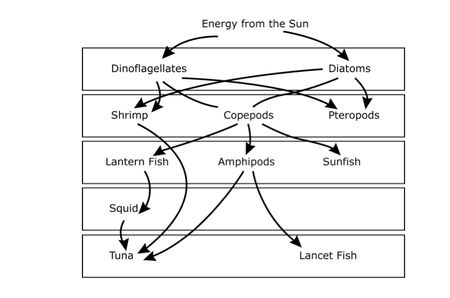 Energy from the Sun
Dinoflagellates Diatoms
Shrimp Copepods Pteropods
Lantern Fish Amphipods Sunfish
Squid
Tuna Lancet Fish